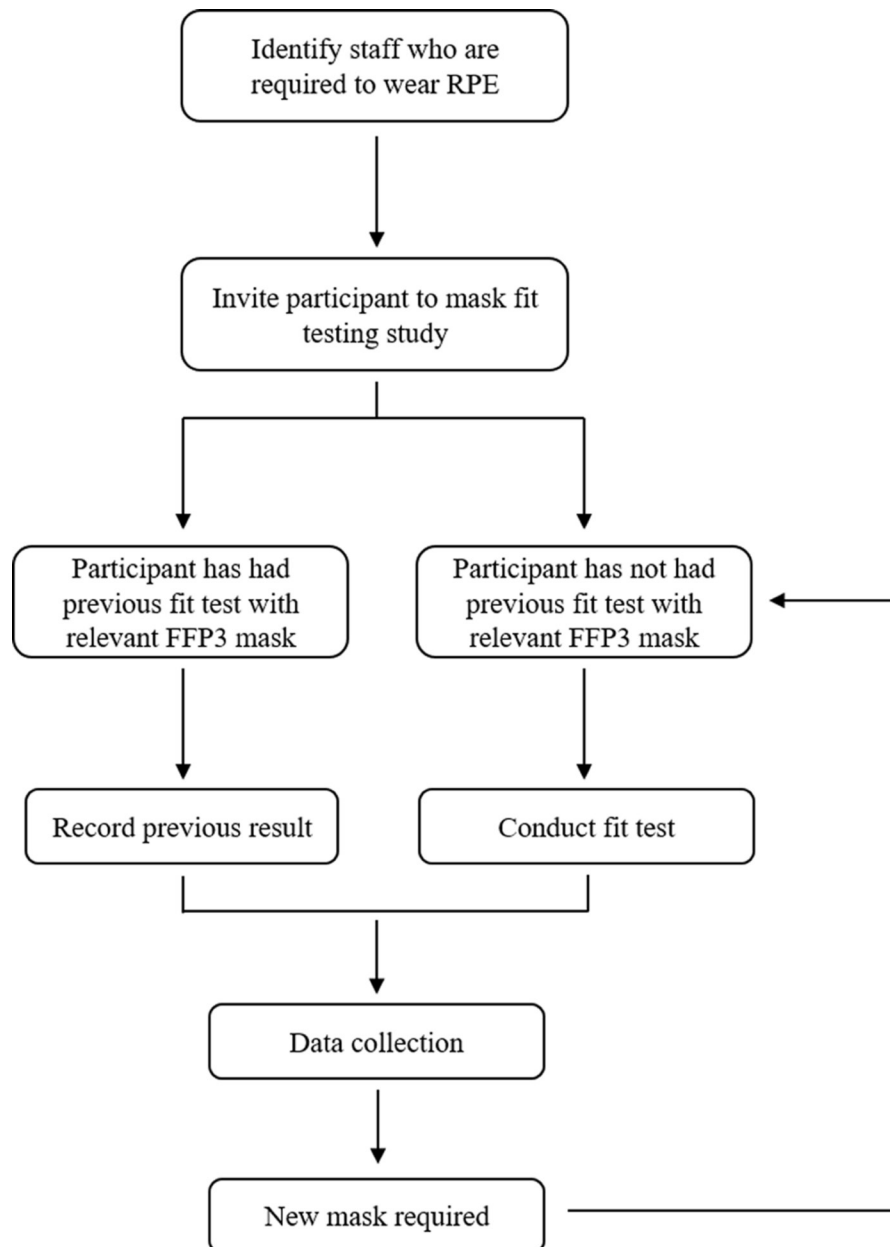 Identify staff who are
required to wear RPE
Invite participant to mask fit
testing study
Participant has had
previous fit test with
relevant FFP3 mask
Participant has not had
previous fit test with
relevant FFP3 mask
Record previous result
Conduct fit test
Data collection
New mask required